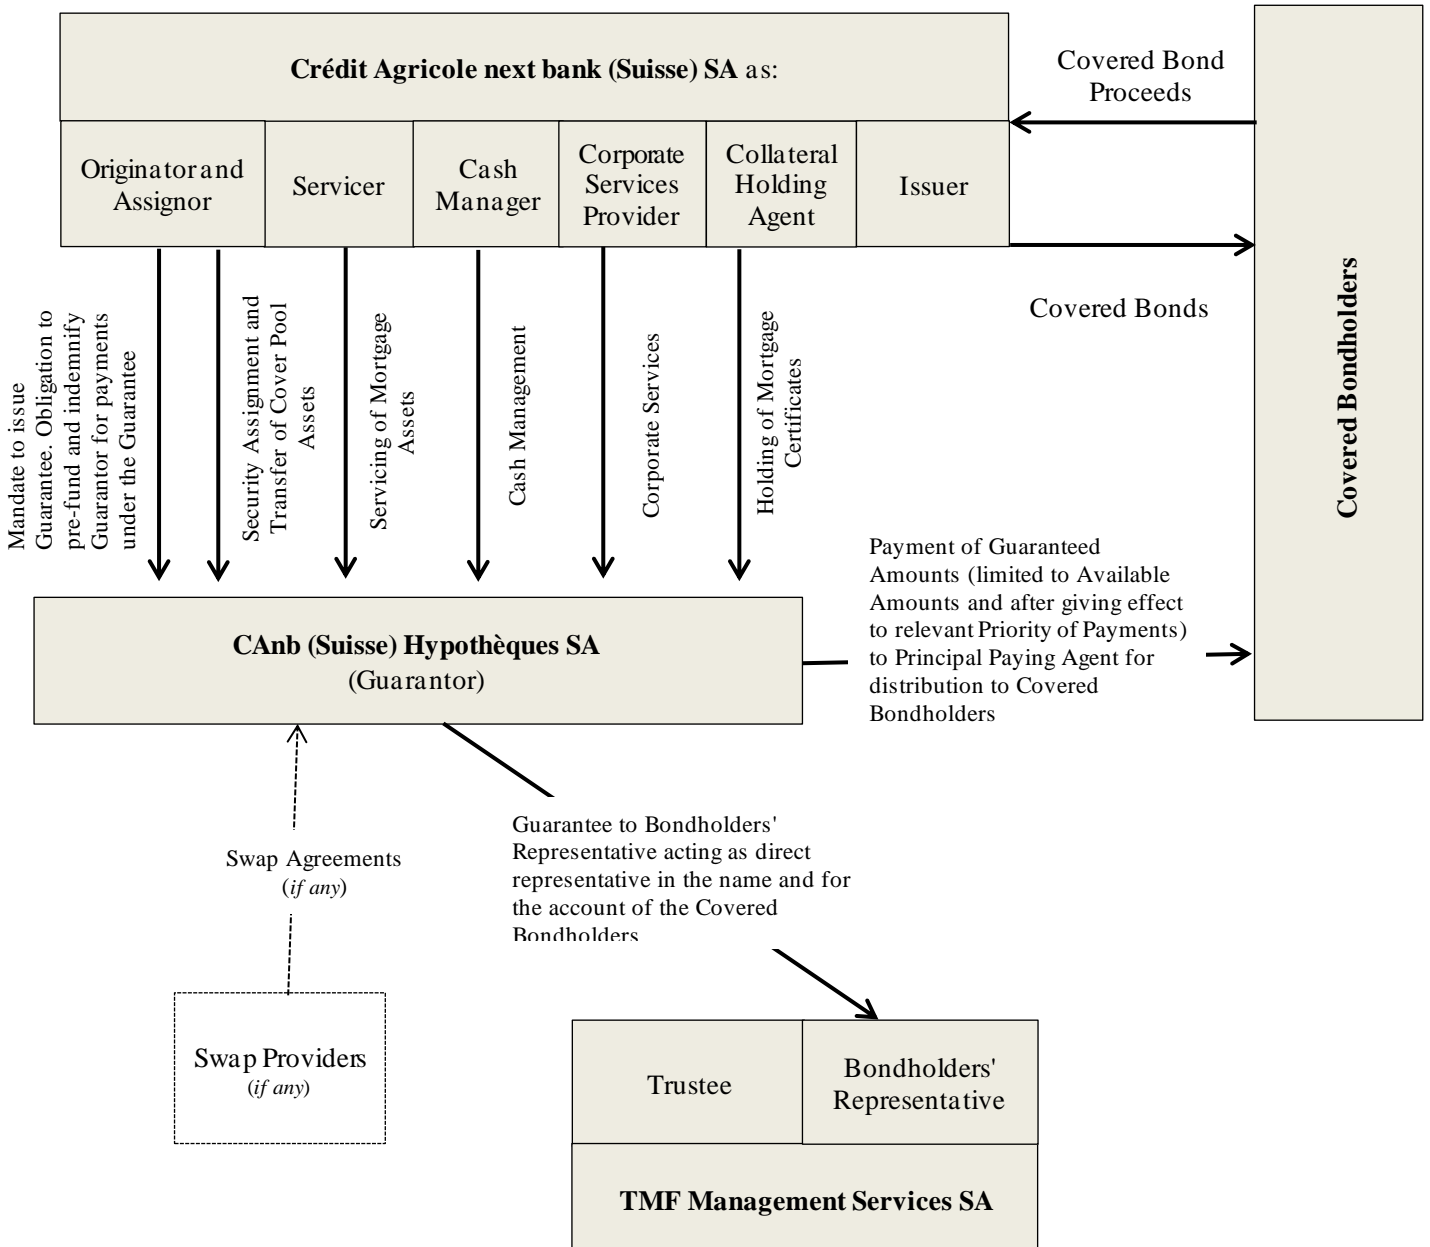 Crédit Agricole next bank (Suisse) SA as:
Covered Bond
Proceeds
Originator and
Assignor
Servicer
Cash
Manager
Corporate
Services
Provider
Collateral
Holding
Agent
Issuer
Covered Bonds
Covered Bondholders
Mandate to issue
Guarantee. Obligation to
pre-fund and indemnify
Guarantor for payments
under the Guarantee
Security Assignment and
Transfer of Cover Pool
Assets
Servicing of Mortgage
Assets
Cash Management
Corporate Services
Holding of Mortgage
Certificates
Payment of Guaranteed
Amounts (limited to Available
Amounts and after giving effect
to relevant Priority of Payments)
to Principal Paying Agent for
distribution to Covered
Bondholders
CAnb (Suisse) Hypothèques SA
(Guarantor)
Guarantee to Bondholders'
Representative acting as direct
representative in the name and for
the account of the Covered
Bondholders
Swap Agreements
(if any)
Swap Providers
(if any)
Trustee
Bondholders'
Representative
TMF Management Services SA